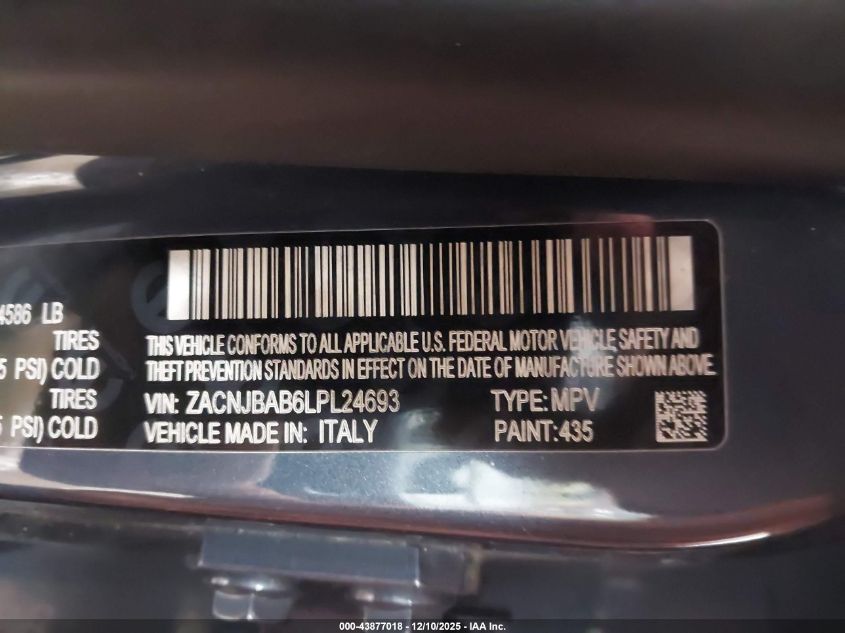 4586 LB
TIRES
5 PSI) COLD
TIRES
PSI) COLD
THIS VEHICLE CONFORMS TO ALL APPLICABLE U.S. FEDERAL MOTOR VEHICLE SAFETY AND
THEFT PREVENTION STANDARDS IN EFFECT ON THE DATE OF MANUFACTURE SHOWN ABOVE.
VIN: ZACNJBAB6LPL24693 TYPE: MPV
VEHICLE MADE IN: ITALY PAINT:435
000-43877018 - 12/10/2025 - IAA Inc.